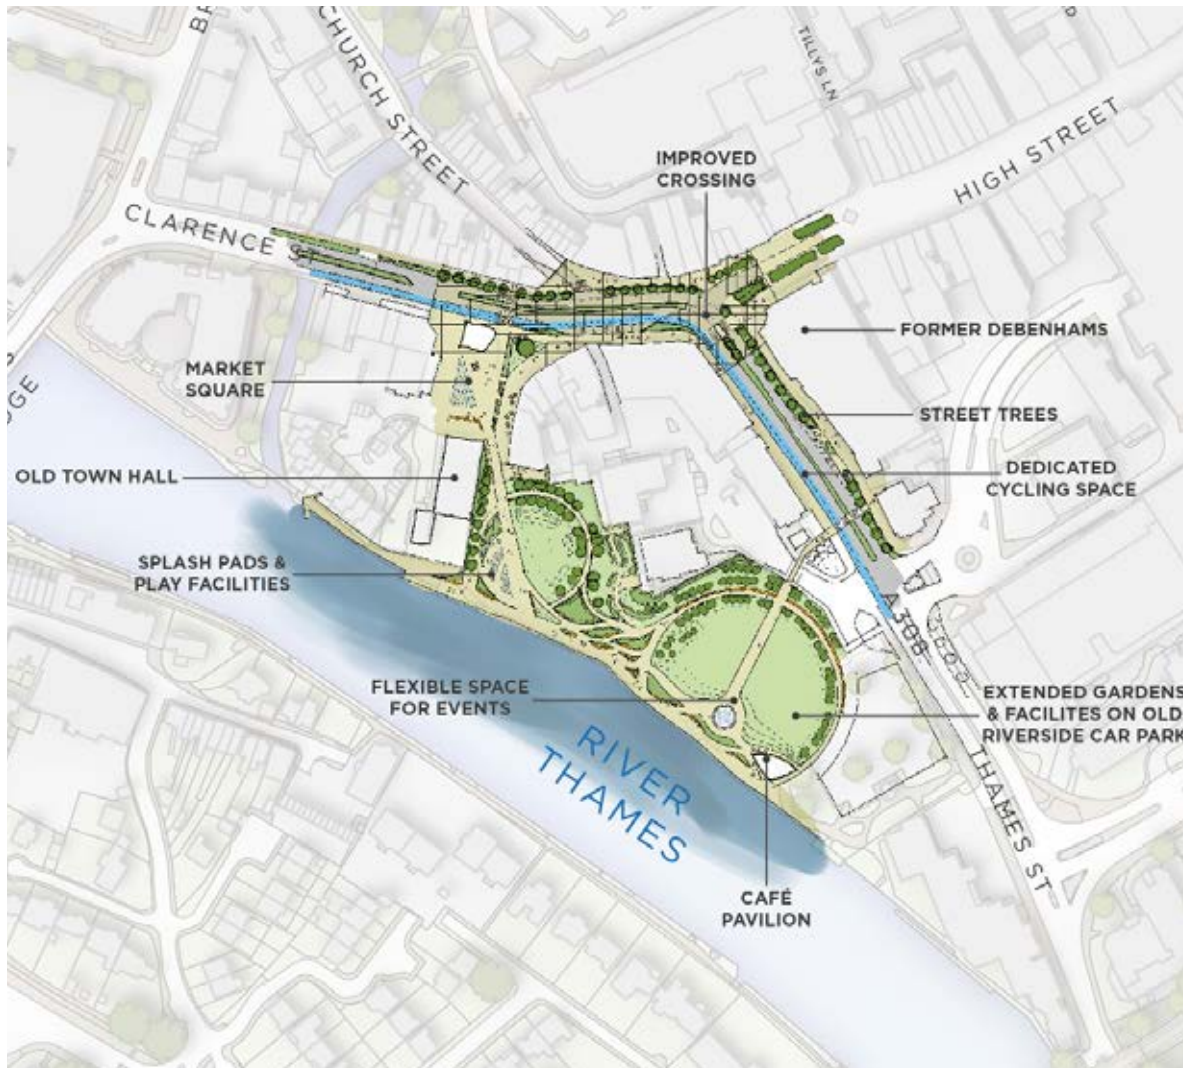 CHURCH STREET
TILLYS LN
HIGH STREET
IMPROVED
CROSSING
CLARENCE S
FORMER DEBENHAMS
MARKET
SQUARE
STREET TREES
OLD TOWN HALL
DEDICATED
CYCLING SPACE
SPLASH PADS &
PLAY FACILITIES
A308
FLEXIBLE SPACE
FOR EVENTS
EXTENDED GARDENS
& FACILITES ON OLD
RIVERSIDE CAR PARK
RIVER
THAMES
THAMES ST
CAFÉ
PAVILION